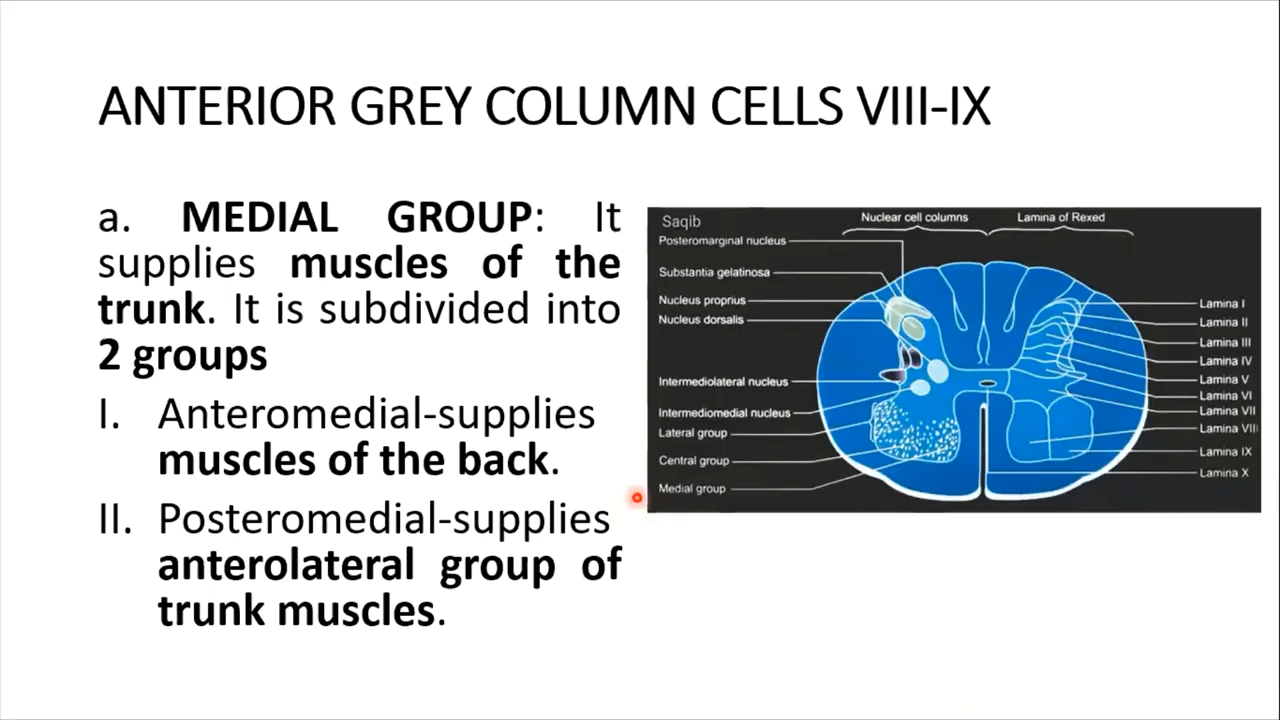 ANTERIOR GREY COLUMN CELLS VIII-IX
a. MEDIAL GROUP: It
supplies muscles of the
trunk. It is subdivided into
2 groups
I. Anteromedial-supplies
muscles of the back.
II. Posteromedial-supplies
anterolateral group of
trunk muscles.
Saqib
Nuclear cell columns
Lamina of Rexed
Posteromarginal nucleus
Substantia gelatinosa
Nucleus proprius
Nucleus dorsalis
Intermediolateral nucleus
Intermediomedial nucleus
Lateral group
Central group
Medial group
Lamina I
Lamina II
Lamina III
Lamina IV
Lamina V
Lamina VI
Lamina VII
Lamina VIII
Lamina IX
Lamina X